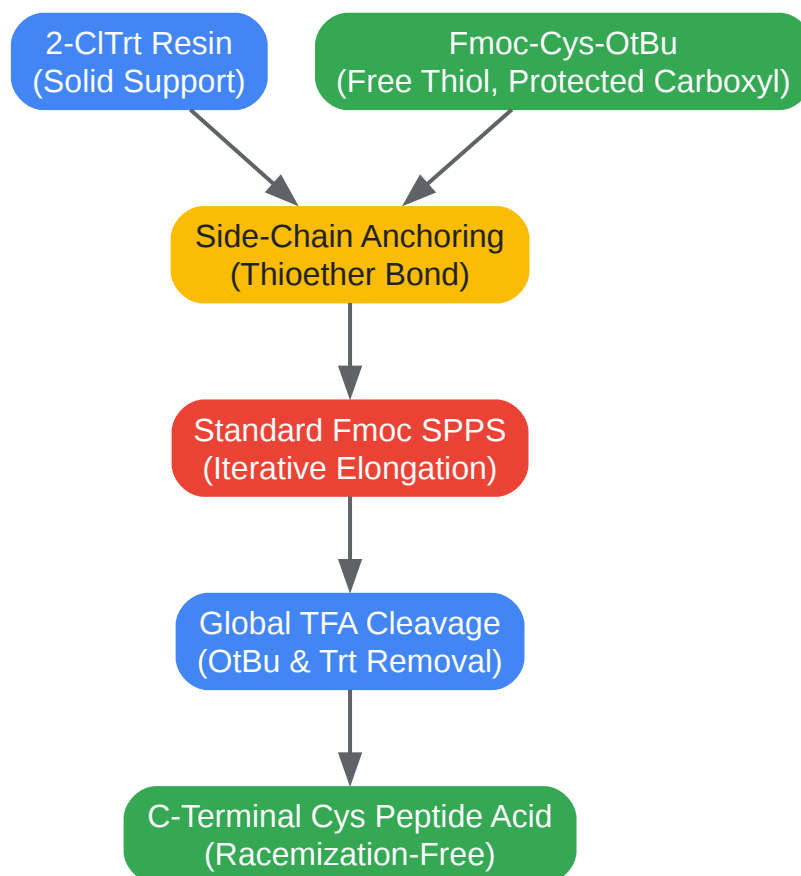 2-ClTrt Resin
(Solid Support)
Fmoc-Cys-OtBu
(Free Thiol, Protected Carboxyl)
Side-Chain Anchoring
(Thioether Bond)
Standard Fmoc SPPS
(Iterative Elongation)
Global TFA Cleavage
(OtBu & Trt Removal)
C-Terminal Cys Peptide Acid
(Racemization-Free)